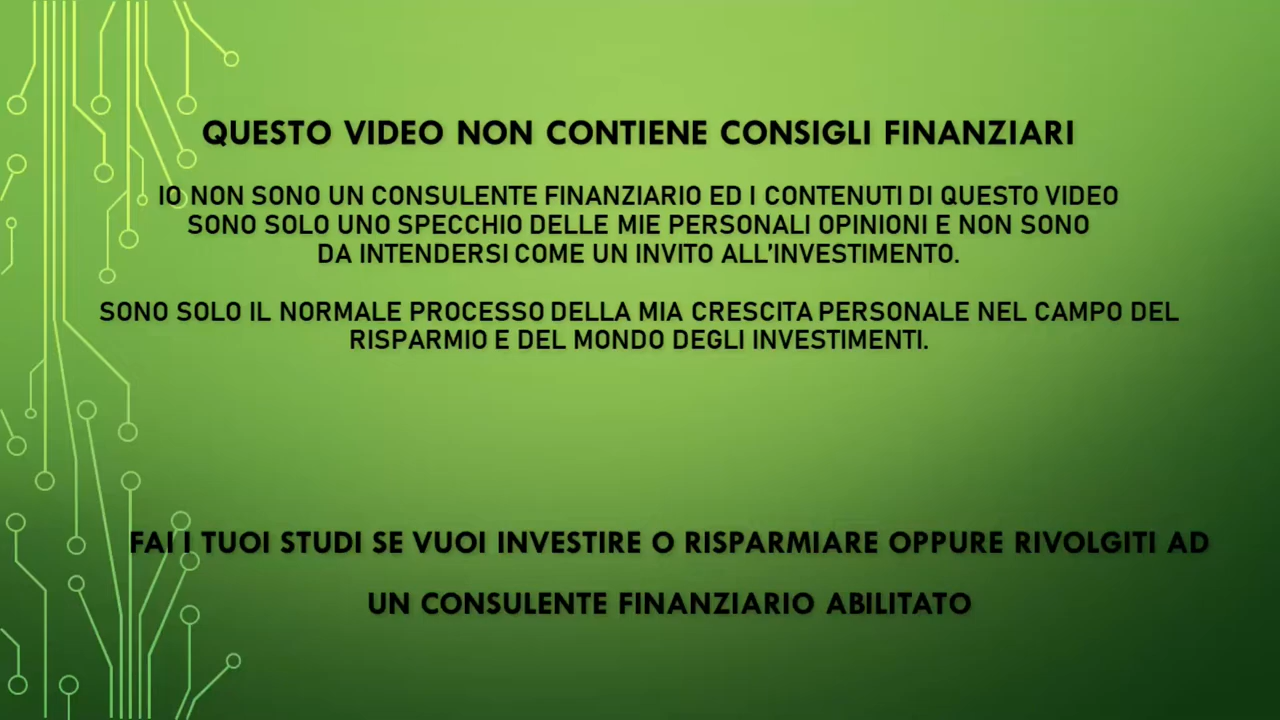 QUESTO VIDEO NON CONTIENE CONSIGLI FINANZIARI
IO NON SONO UN CONSULENTE FINANZIARIO ED I CONTENUTI DI QUESTO VIDEO
SONO SOLO UNO SPECCHIO DELLE MIE PERSONALI OPINIONI E NON SONO
DA INTENDERSI COME UN INVITO ALL'INVESTIMENTO.
SONO SOLO IL NORMALE PROCESSO DELLA MIA CRESCITA PERSONALE NEL CAMPO DEL
RISPARMIO E DEL MONDO DEGLI INVESTIMENTI.
FAI I TUOI STUDI SE VUOI INVESTIRE O RISPARMIARE OPPURE RIVOLGITI AD
UN CONSULENTE FINANZIARIO ABILITATO